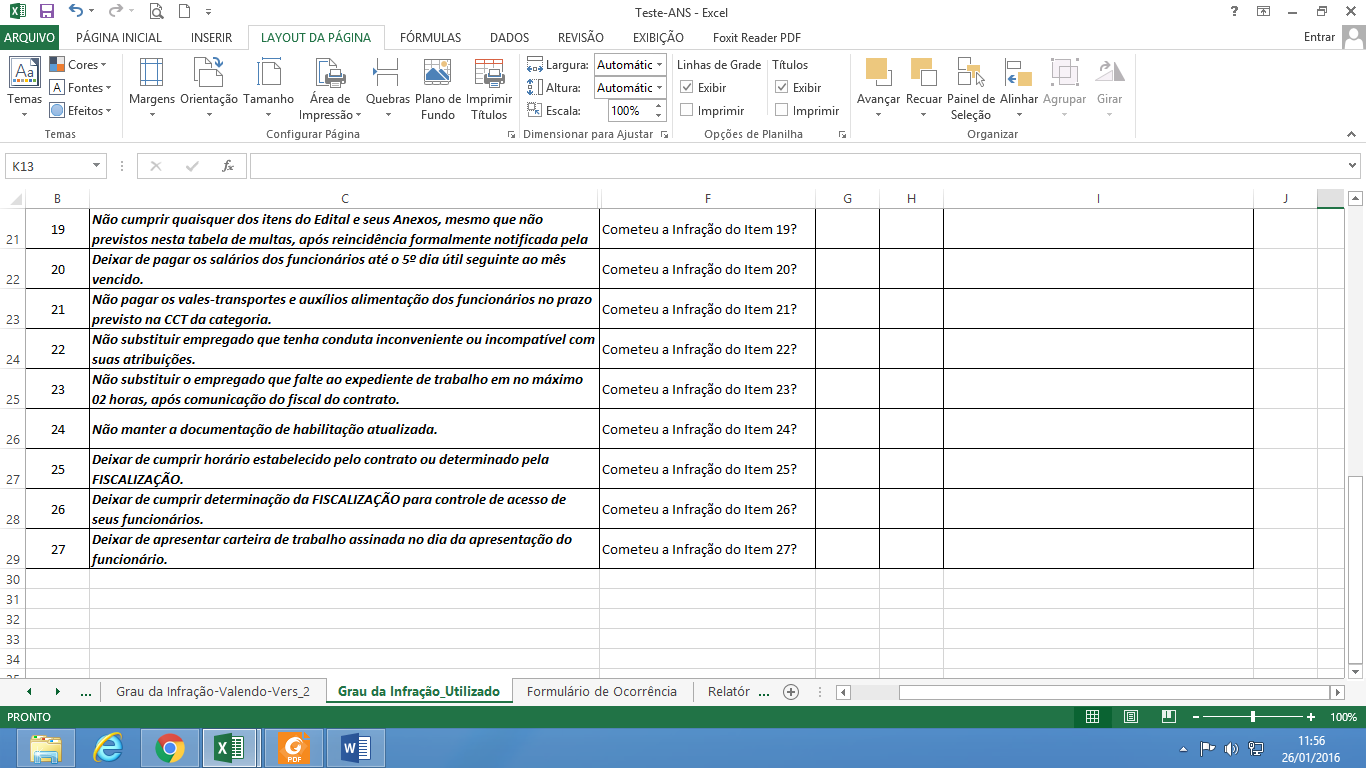 Teste-ANS - Excel
?
ARQUIVO PÁGINA INICIAL INSERIR LAYOUT DA PÁGINA FÓRMULAS DADOS REVISÃO EXIBIÇÃO Foxit Reader PDF Entrar
Aa Temas
Cores
A Fontes
Efeitos
Temas
Margens Orientação Tamanho Área de Impressão Quebras Plano de Fundo Imprimir Títulos
Configurar Página
Largura: Automátic
Altura: Automátic
Escala: 100%
Dimensionar para Ajustar
Linhas de Grade Títulos
Exibir Exibir
Imprimir Imprimir
Opções de Planilha
Avançar Recuar Painel de Seleção Alinhar Agrupar Girar
Organizar
K13 fx
B C F G H I J
21 19 Não cumprir quaisquer dos itens do Edital e seus Anexos, mesmo que não
previstos nesta tabela de multas, após reincidência formalmente notificada pela
Cometeu a Infração do Item 19?
22 20 Deixar de pagar os salários dos funcionários até o 5º dia útil seguinte ao mês
vencido.
Cometeu a Infração do Item 20?
23 21 Não pagar os vales-transportes e auxílios alimentação dos funcionários no prazo
previsto na CCT da categoria.
Cometeu a Infração do Item 21?
24 22 Não substituir empregado que tenha conduta inconveniente ou incompatível com
suas atribuições.
Cometeu a Infração do Item 22?
25 23 Não substituir o empregado que falte ao expediente de trabalho em no máximo
02 horas, após comunicação do fiscal do contrato.
Cometeu a Infração do Item 23?
26 24 Não manter a documentação de habilitação atualizada.
Cometeu a Infração do Item 24?
27 25 Deixar de cumprir horário estabelecido pelo contrato ou determinado pela
FISCALIZAÇÃO.
Cometeu a Infração do Item 25?
28 26 Deixar de cumprir determinação da FISCALIZAÇÃO para controle de acesso de
seus funcionários.
Cometeu a Infração do Item 26?
29 27 Deixar de apresentar carteira de trabalho assinada no dia da apresentação do
funcionário.
Cometeu a Infração do Item 27?
30
31
32
33
34
... Grau da Infração-Valendo-Vers_2 Grau da Infração_Utilizado Formulário de Ocorrência Relatór ...
PRONTO 100%
PDF
11:56
26/01/2016